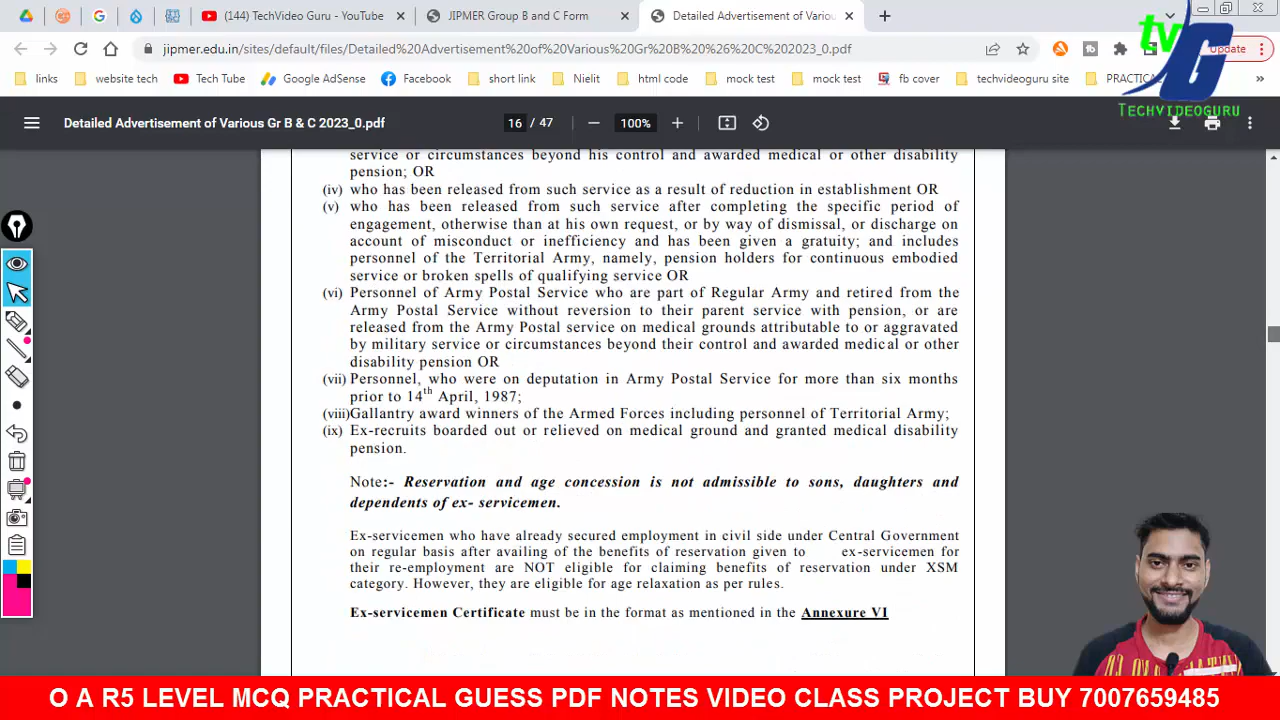 (144) TechVideo Guru - YouTube
JIPMER Group B and C Form
Detailed Advertisement of Variou
jipmer.edu.in/sites/default/files/Detailed%20Advertisement%20of%20Various%20Gr%20B%20%26%20C%202023_0.pdf
Update
links
website tech
Tech Tube
Google AdSense
Facebook
short link
Nielit
html code
mock test
mock test
fb cover
techvideoguru site
PRACTICAL
tv
G
TECHVIDEOGURU
Detailed Advertisement of Various Gr B & C 2023_0.pdf
16 / 47
100%
service or circumstances beyond his control and awarded medical or other disability
pension; OR
(iv) who has been released from such service as a result of reduction in establishment OR
(v) who has been released from such service after completing the specific period of
engagement, otherwise than at his own request, or by way of dismissal, or discharge on
account of misconduct or inefficiency and has been given a gratuity; and includes
personnel of the Territorial Army, namely, pension holders for continuous embodied
service or broken spells of qualifying service OR
(vi) Personnel of Army Postal Service who are part of Regular Army and retired from the
Army Postal Service without reversion to their parent service with pension, or are
released from the Army Postal service on medical grounds attributable to or aggravated
by military service or circumstances beyond their control and awarded medical or other
disability pension OR
(vii) Personnel, who were on deputation in Army Postal Service for more than six months
prior to 14th April, 1987;
(viii)Gallantry award winners of the Armed Forces including personnel of Territorial Army;
(ix) Ex-recruits boarded out or relieved on medical ground and granted medical disability
pension.
Note:- Reservation and age concession is not admissible to sons, daughters and
dependents of ex- servicemen.
Ex-servicemen who have already secured employment in civil side under Central Government
on regular basis after availing of the benefits of reservation given to ex-servicemen for
their re-employment are NOT eligible for claiming benefits of reservation under XSM
category. However, they are eligible for age relaxation as per rules.
Ex-servicemen Certificate must be in the format as mentioned in the Annexure VI
O A R5 LEVEL MCQ PRACTICAL GUESS PDF NOTES VIDEO CLASS PROJECT BUY 7007659485